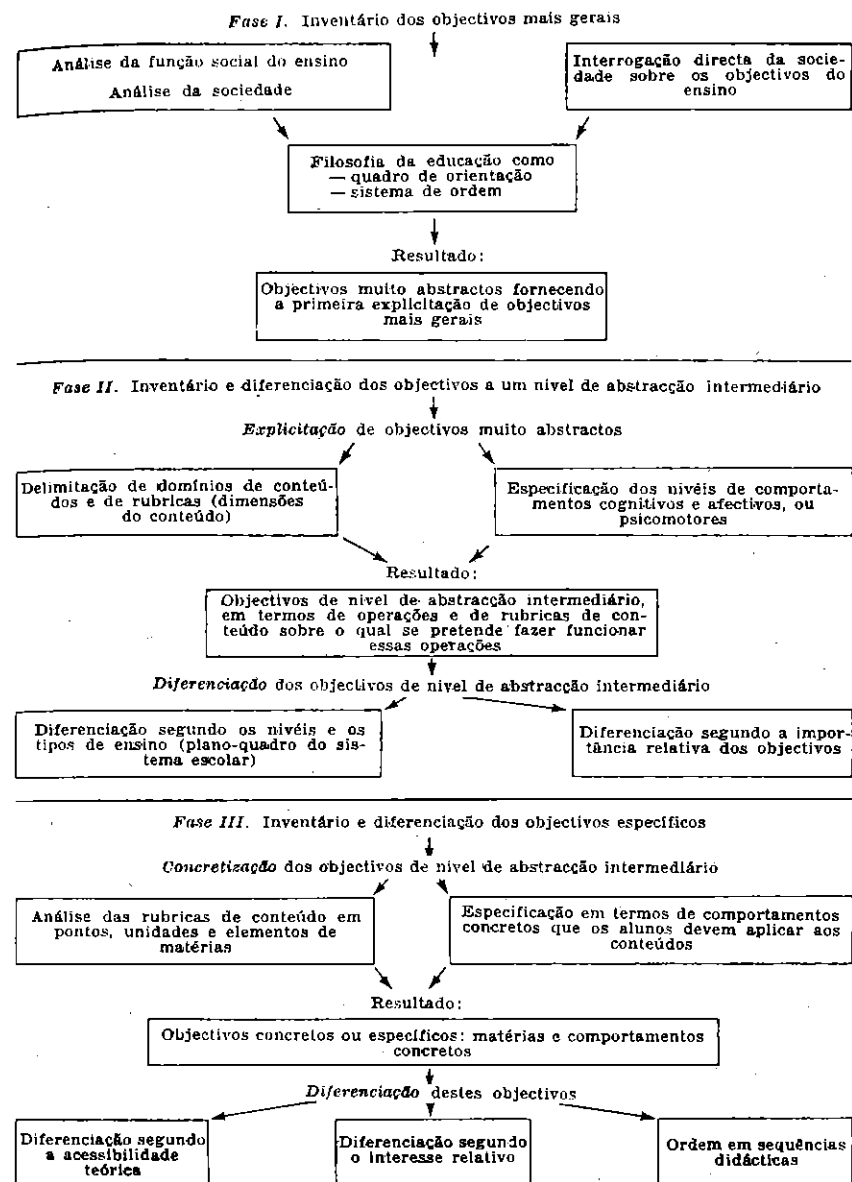 Fase I. Inventário dos objectivos mais gerais
Análise da função social do ensino
Análise da sociedade
Interrogação directa da socie-
dade sobre os objectivos do
ensino
Filosofia da educação como
— quadro de orientação
— sistema de ordem
Resultado:
Objectivos muito abstractos fornecendo
a primeira explicitação de objectivos
mais gerais
Fase II. Inventário e diferenciação dos objectivos a um nível de abstracção intermediário
Explicitação de objectivos muito abstractos
Delimitação de domínios de conteú-
dos e de rubricas (dimensões
do conteúdo)
Especificação dos nivéis de comporta-
mentos cognitivos e afectivos, ou
psicomotores
Resultado:
Objectivos de nivel de abstracção intermediário,
em termos de operações e de rubricas de con-
teúdo sobre o qual se pretende fazer funcionar
essas operações
Diferenciação dos objectivos de nivel de abstracção intermediário
Diferenciação segundo os nivéis e os
tipos de ensino (plano-quadro do sis-
tema escolar)
Diferenciação segundo a impor-
tância relativa dos objectivos
Fase III. Inventário e diferenciação dos objectivos específicos
Concretização dos objectivos de nivel de abstracção intermediário
Análise das rubricas de conteúdo em
pontos, unidades e elementos de
matérias
Especificação em termos de comportamentos
concretos que os alunos devem aplicar aos
conteúdos
Resultado:
Objectivos concretos ou específicos: matérias e comportamentos
concretos
Diferenciação destes objectivos
Diferenciação segundo
a acessibilidade
teórica
Diferenciação segundo
o interesse relativo
Ordem em sequências
didácticas